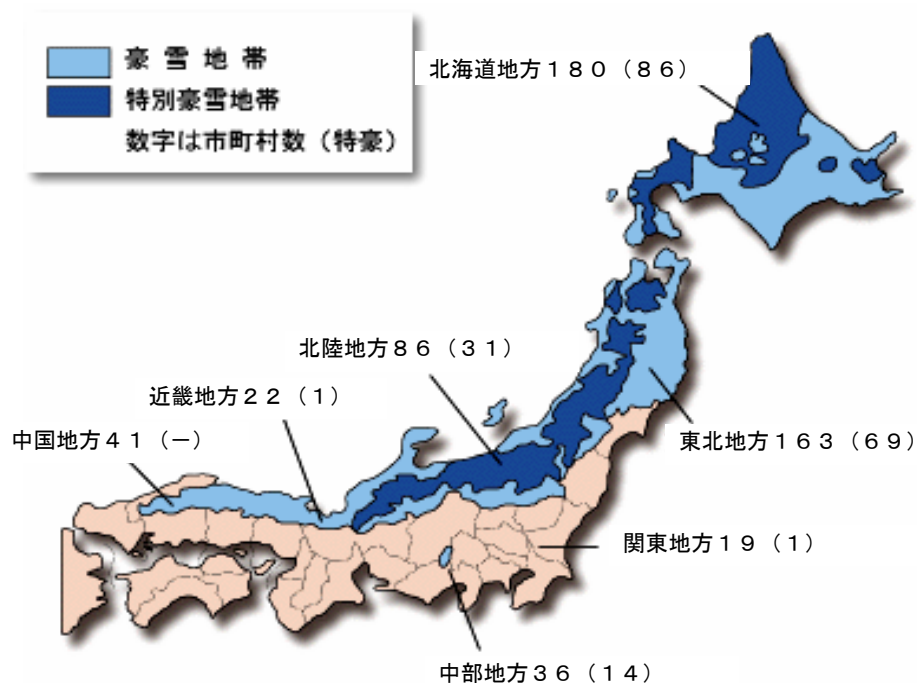 豪雪地帯
特別豪雪地帯
数字は市町村数(特豪)
北海道地方180(86)
北陸地方86(31)
近畿地方22(1)
中国地方41(-)
東北地方163(69)
関東地方19(1)
中部地方36(14)